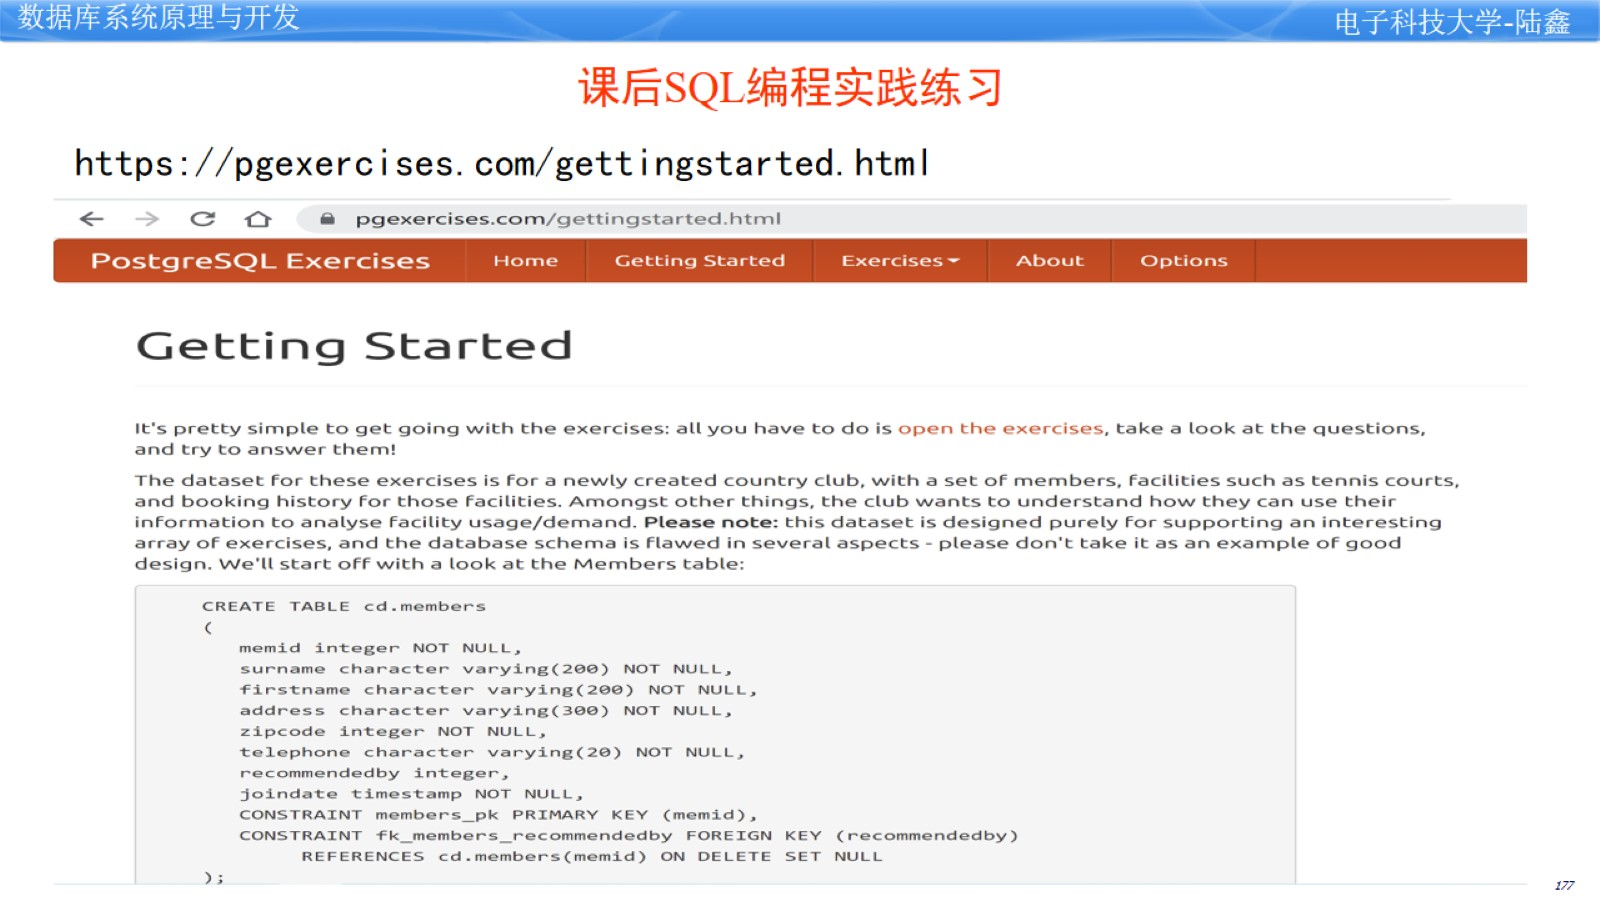 数据库系统原理与开发
电子科技大学-陆鑫
课后SQL编程实践练习
https://pgexercises.com/gettingstarted.html
pgexercises.com/gettingstarted.html
PostgreSQL Exercises Home Getting Started Exercises About Options
Getting Started
It's pretty simple to get going with the exercises: all you have to do is open the exercises, take a look at the questions,
and try to answer them!
The dataset for these exercises is for a newly created country club, with a set of members, facilities such as tennis courts,
and booking history for those facilities. Amongst other things, the club wants to understand how they can use their
information to analyse facility usage/demand. Please note: this dataset is designed purely for supporting an interesting
array of exercises, and the database schema is flawed in several aspects - please don't take it as an example of good
design. We'll start off with a look at the Members table:
CREATE TABLE cd.members
(
memid integer NOT NULL,
surname character varying(200) NOT NULL,
firstname character varying(200) NOT NULL,
address character varying(300) NOT NULL,
zipcode integer NOT NULL,
telephone character varying(20) NOT NULL,
recommendedby integer,
joindate timestamp NOT NULL,
CONSTRAINT members_pk PRIMARY KEY (memid),
CONSTRAINT fk_members_recommendedby FOREIGN KEY (recommendedby)
REFERENCES cd.members(memid) ON DELETE SET NULL
);
177